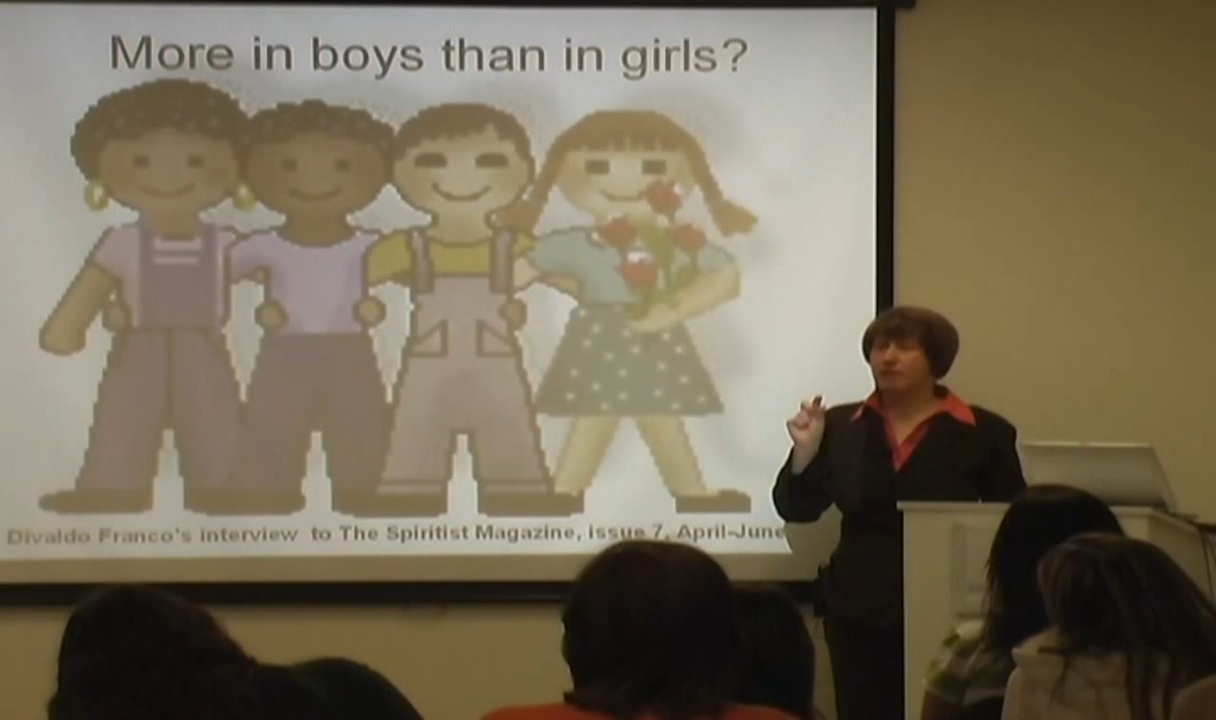 More in boys than in girls?
Divaldo Franco's interview to The Spiritist Magazine, issue 7, April-June